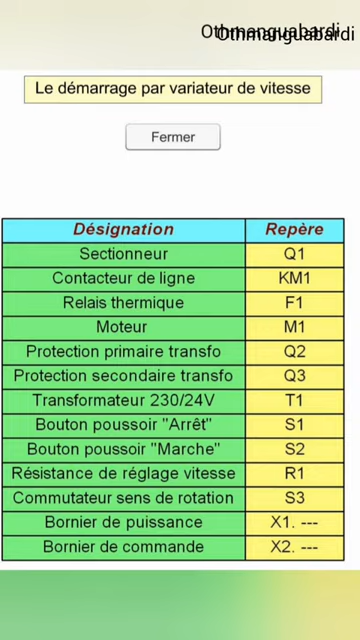 Othmanguabardi
Othmanguabardi
Le démarrage par variateur de vitesse
Fermer
Désignation Repère
Sectionneur Q1
Contacteur de ligne KM1
Relais thermique F1
Moteur M1
Protection primaire transfo Q2
Protection secondaire transfo Q3
Transformateur 230/24V T1
Bouton poussoir "Arrêt" S1
Bouton poussoir "Marche" S2
Résistance de réglage vitesse R1
Commutateur sens de rotation S3
Bornier de puissance X1. ---
Bornier de commande X2. ---